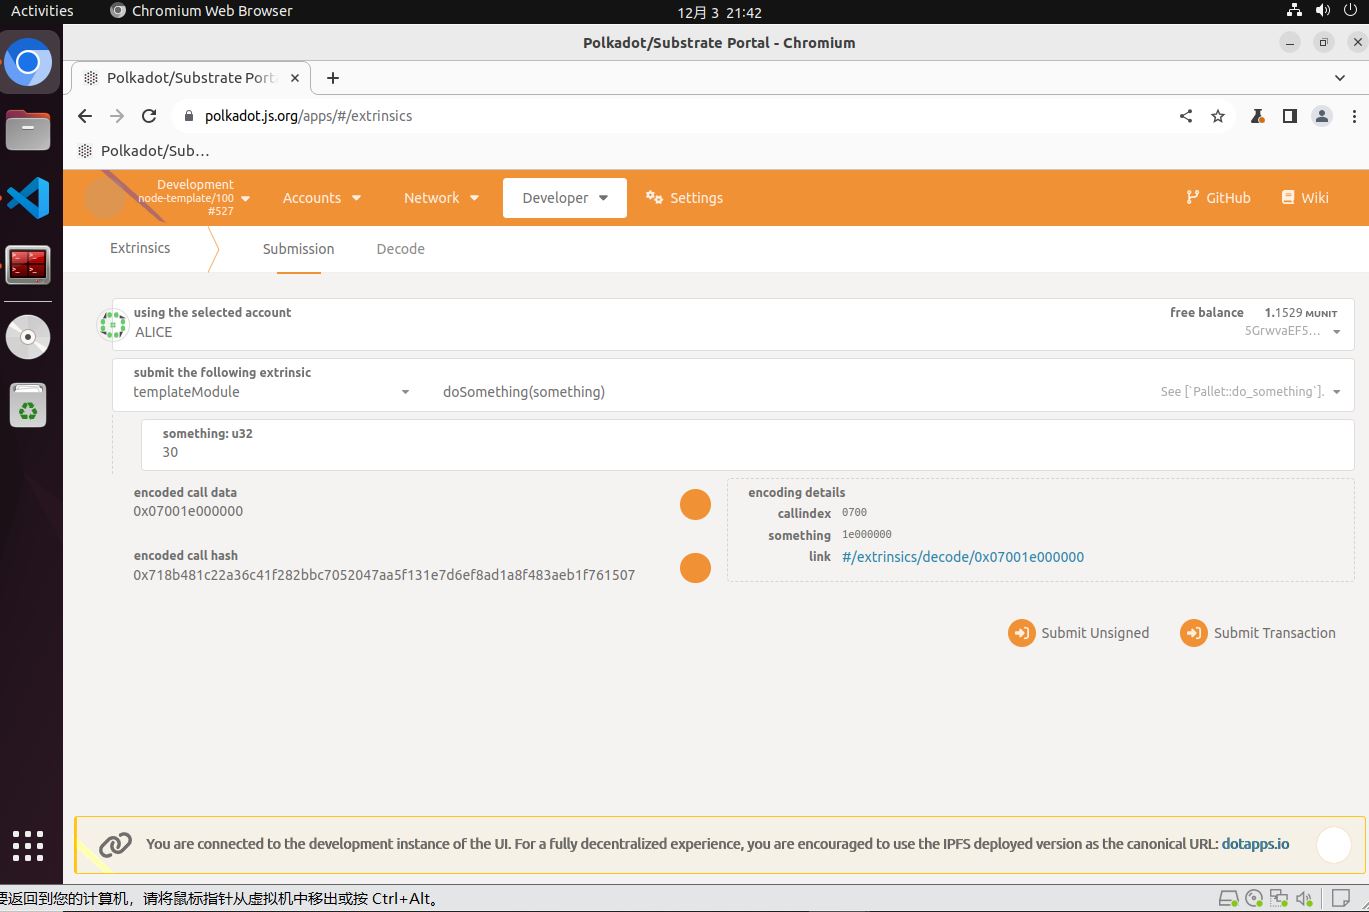 Activities Chromium Web Browser 12月 3 21:42
Polkadot/Substrate Portal - Chromium
Polkadot/Substrate Port
polkadot.js.org/apps/#/extrinsics
Polkadot/Sub…
Development
node-template/100
#527
Accounts Network Developer Settings GitHub Wiki
Extrinsics Submission Decode
using the selected account
ALICE
free balance 1.1529 MUNIT
5GrwvaEF5…
submit the following extrinsic
templateModule doSomething(something) See [`Pallet::do_something`].
something: u32
30
encoded call data
0x07001e000000
encoded call hash
0x718b481c22a36c41f282bbc7052047aa5f131e7d6ef8ad1a8f483aeb1f761507
encoding details
callindex 0700
something 1e000000
link #/extrinsics/decode/0x07001e000000
Submit Unsigned Submit Transaction
You are connected to the development instance of the UI. For a fully decentralized experience, you are encouraged to use the IPFS deployed version as the canonical URL: dotapps.io
要返回到您的计算机，请将鼠标指针从虚拟机中移出或按 Ctrl+Alt。